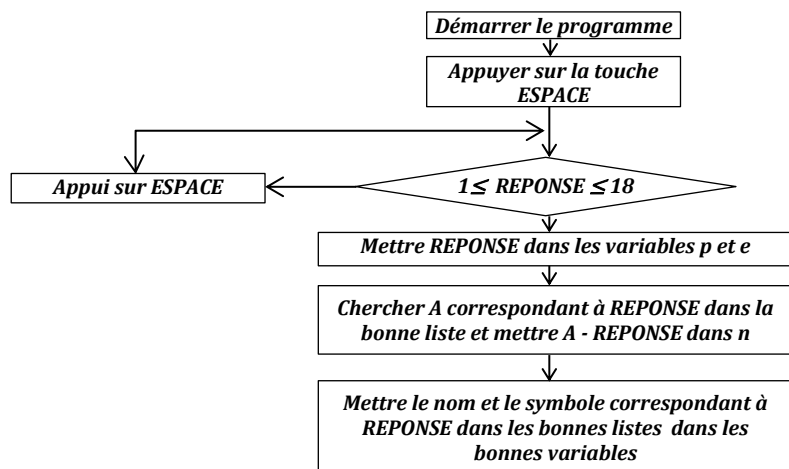 Démarrer le programme
Appuyer sur la touche
ESPACE
Appui sur ESPACE
1≤ REPONSE ≤18
Mettre REPONSE dans les variables p et e
Chercher A correspondant à REPONSE dans la
bonne liste et mettre A - REPONSE dans n
Mettre le nom et le symbole correspondant à
REPONSE dans les bonnes listes dans les
bonnes variables